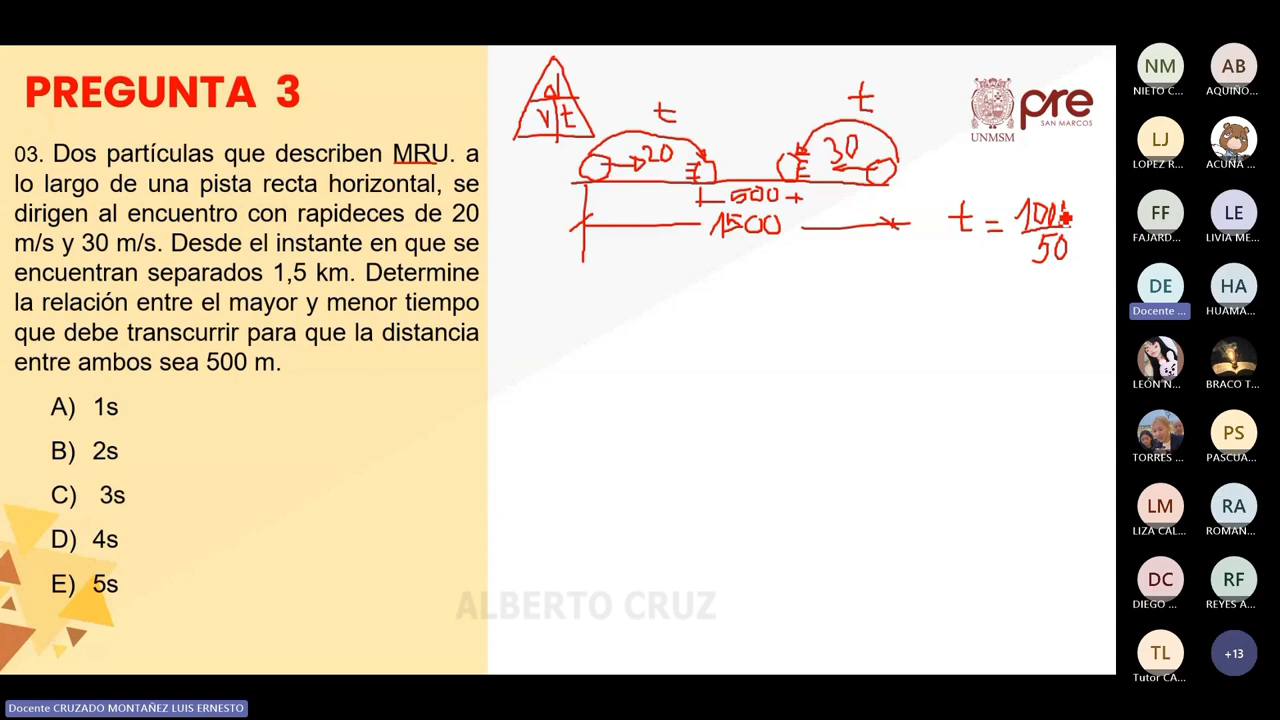 PREGUNTA 3
03. Dos partículas que describen MRU. a
lo largo de una pista recta horizontal, se
dirigen al encuentro con rapideces de 20
m/s y 30 m/s. Desde el instante en que se
encuentran separados 1,5 km. Determine
la relación entre el mayor y menor tiempo
que debe transcurrir para que la distancia
entre ambos sea 500 m.
A) 1s
B) 2s
C) 3s
D) 4s
E) 5s
d
v t
t
t
20
30
500
1500
t = 1000
50
UNMSM
pre
SAN MARCOS
ALBERTO CRUZ
NM
NIETO C...
AB
AQUIÑO...
LJ
LOPEZ R...
ACUÑA ...
FF
FAJARD...
LE
LIVIA ME...
DE
Docente ...
HA
HUAMA...
LEÓN N...
BRACO T...
TORRES ...
PS
PASCUA...
LM
LIZA CAL...
RA
ROMAN...
DC
DIEGO ...
RF
REYES A...
TL
Tutor CA...
+13
Docente CRUZADO MONTAÑEZ LUIS ERNESTO